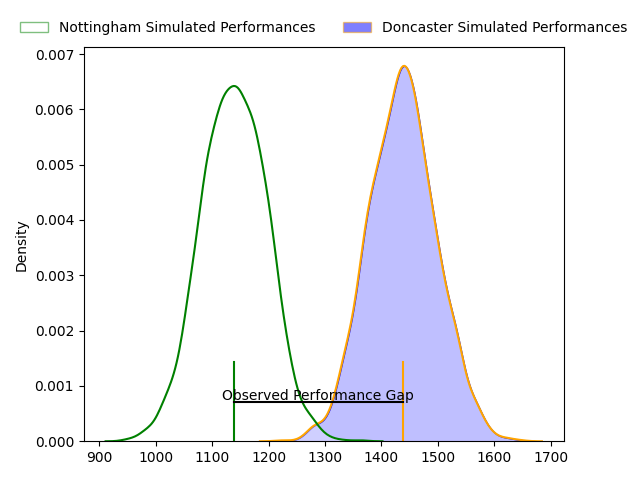 Nottingham Simulated Performances Doncaster Simulated Performances
0.007
0.006
0.005
0.004
0.003
0.002
0.001
0.000
Density
Observed Performance Gap
900 1000 1100 1200 1300 1400 1500 1600 1700